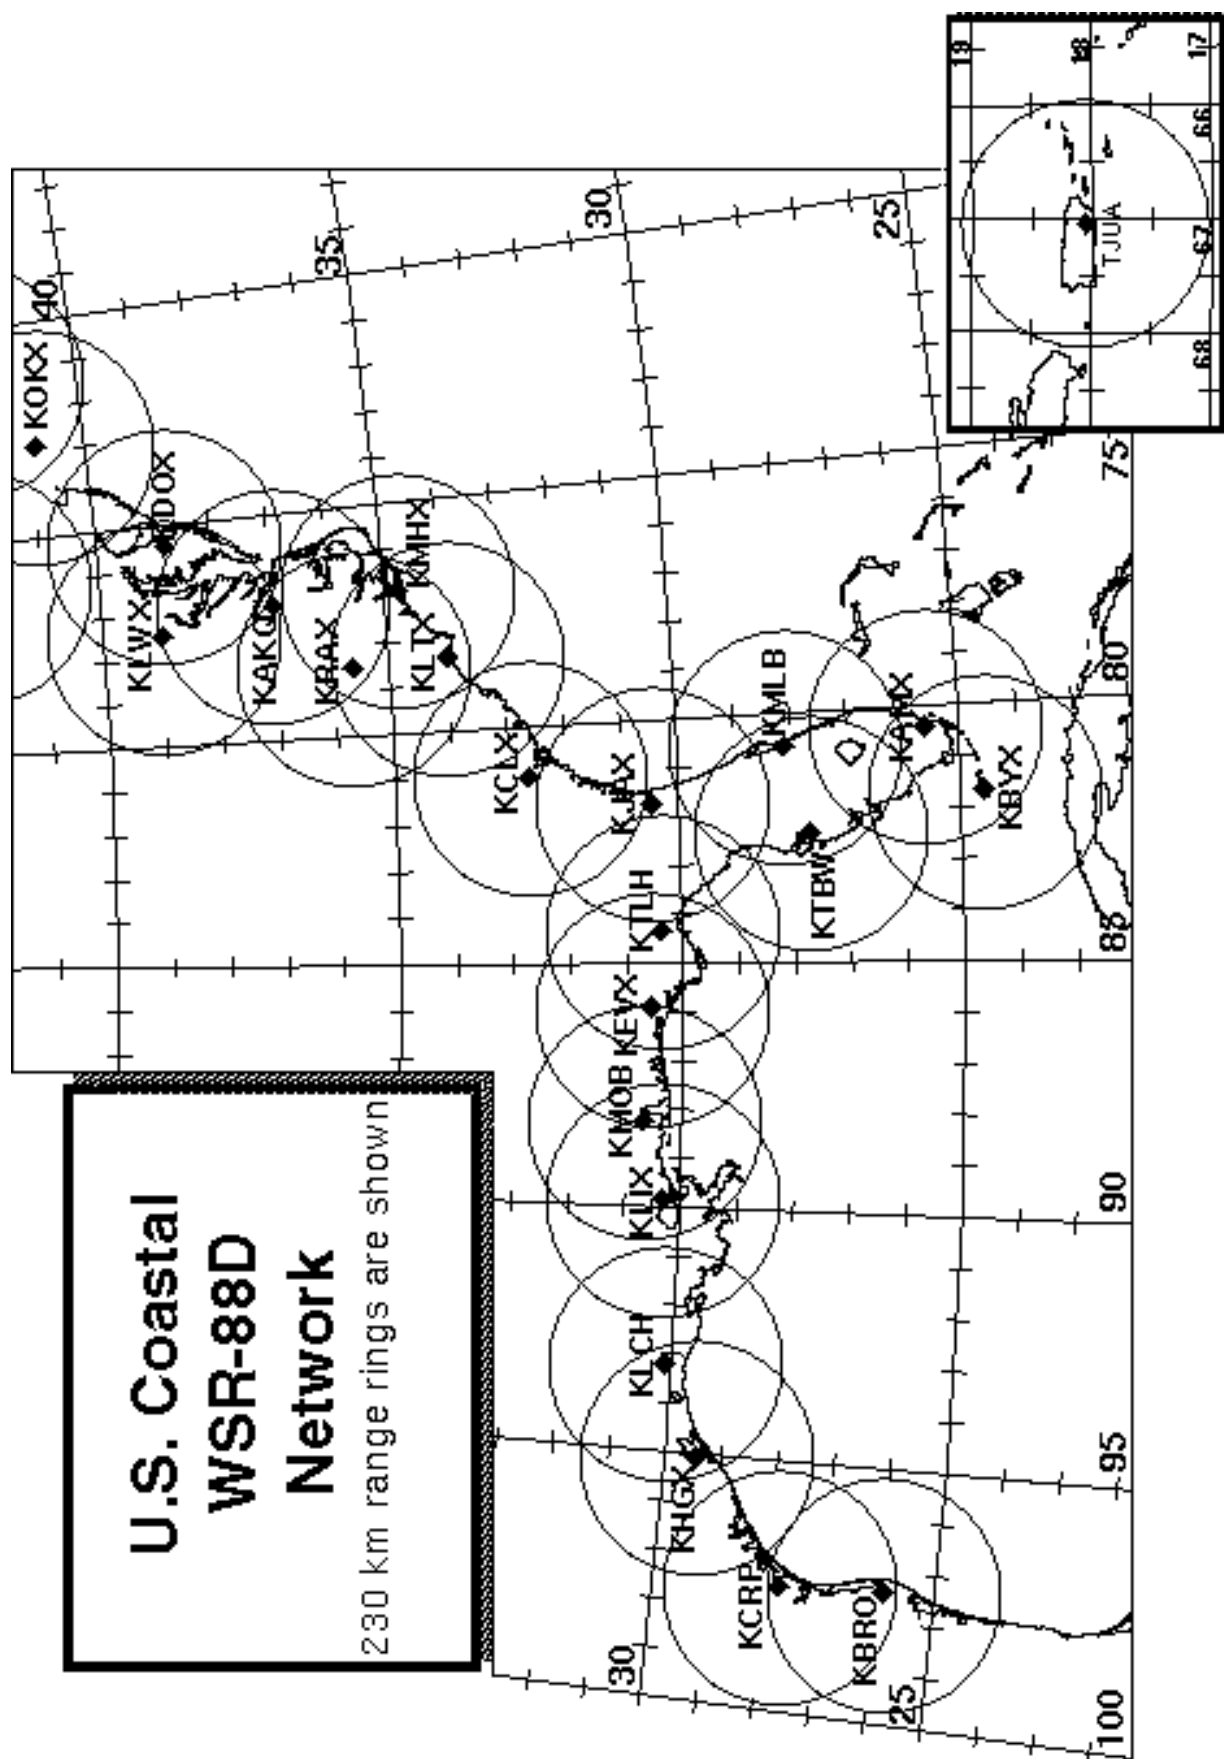 U.S. Coastal
WSR-88D
Network
230 km range rings are shown
KOKX
KDOX
KLWX
KAKQ
KRAX
KMHX
KLTX
KCLX
KJAX
KMLB
KAMX
KBYX
KTBW
KTLH
KEVX
KMOB
KLIX
KLCH
KHGX
KCRP
KBRO
40
35
30
25
30
25
75
80
90
95
100
19
18
17
66
67
68
TJUA